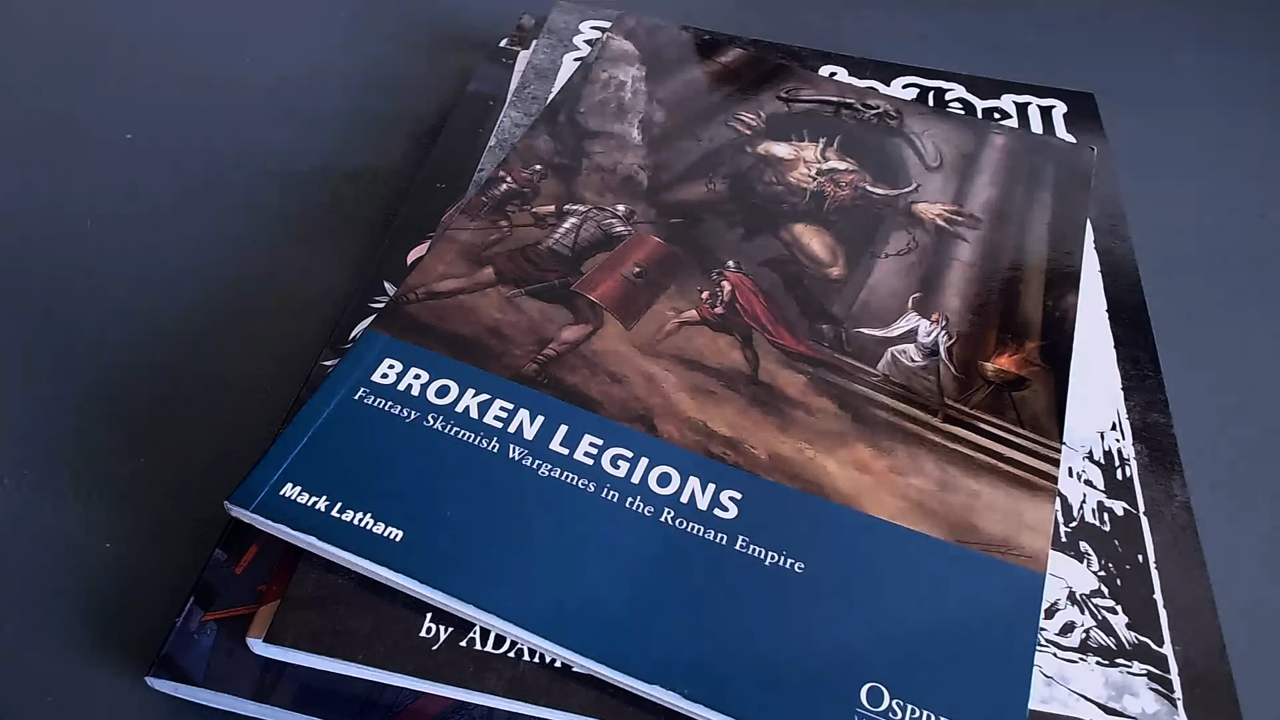 BROKEN LEGIONS
Fantasy Skirmish Wargames in the Roman Empire
Mark Latham
by ADAM